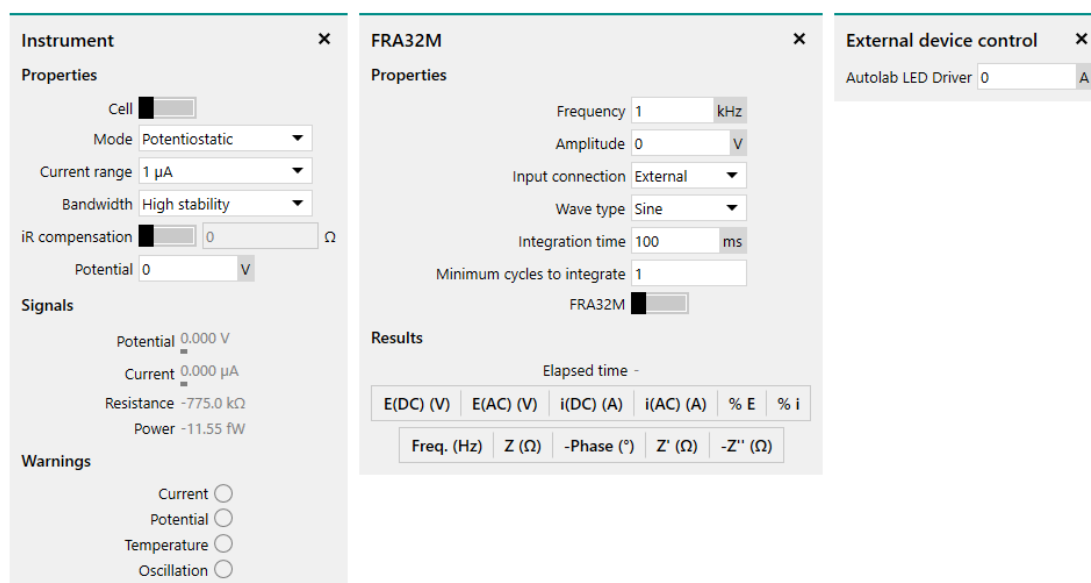 Instrument ×
Properties
Cell
Mode Potentiostatic
Current range 1 µA
Bandwidth High stability
iR compensation 0 Ω
Potential 0 V
Signals
Potential 0.000 V
Current 0.000 µA
Resistance -775.0 kΩ
Power -11.55 fW
Warnings
Current
Potential
Temperature
Oscillation
FRA32M ×
Properties
Frequency 1 kHz
Amplitude 0 V
Input connection External
Wave type Sine
Integration time 100 ms
Minimum cycles to integrate 1
FRA32M
Results
Elapsed time -
E(DC) (V) E(AC) (V) i(DC) (A) i(AC) (A) % E % i
Freq. (Hz) Z (Ω) -Phase (°) Z' (Ω) -Z'' (Ω)
External device control ×
Autolab LED Driver 0 A